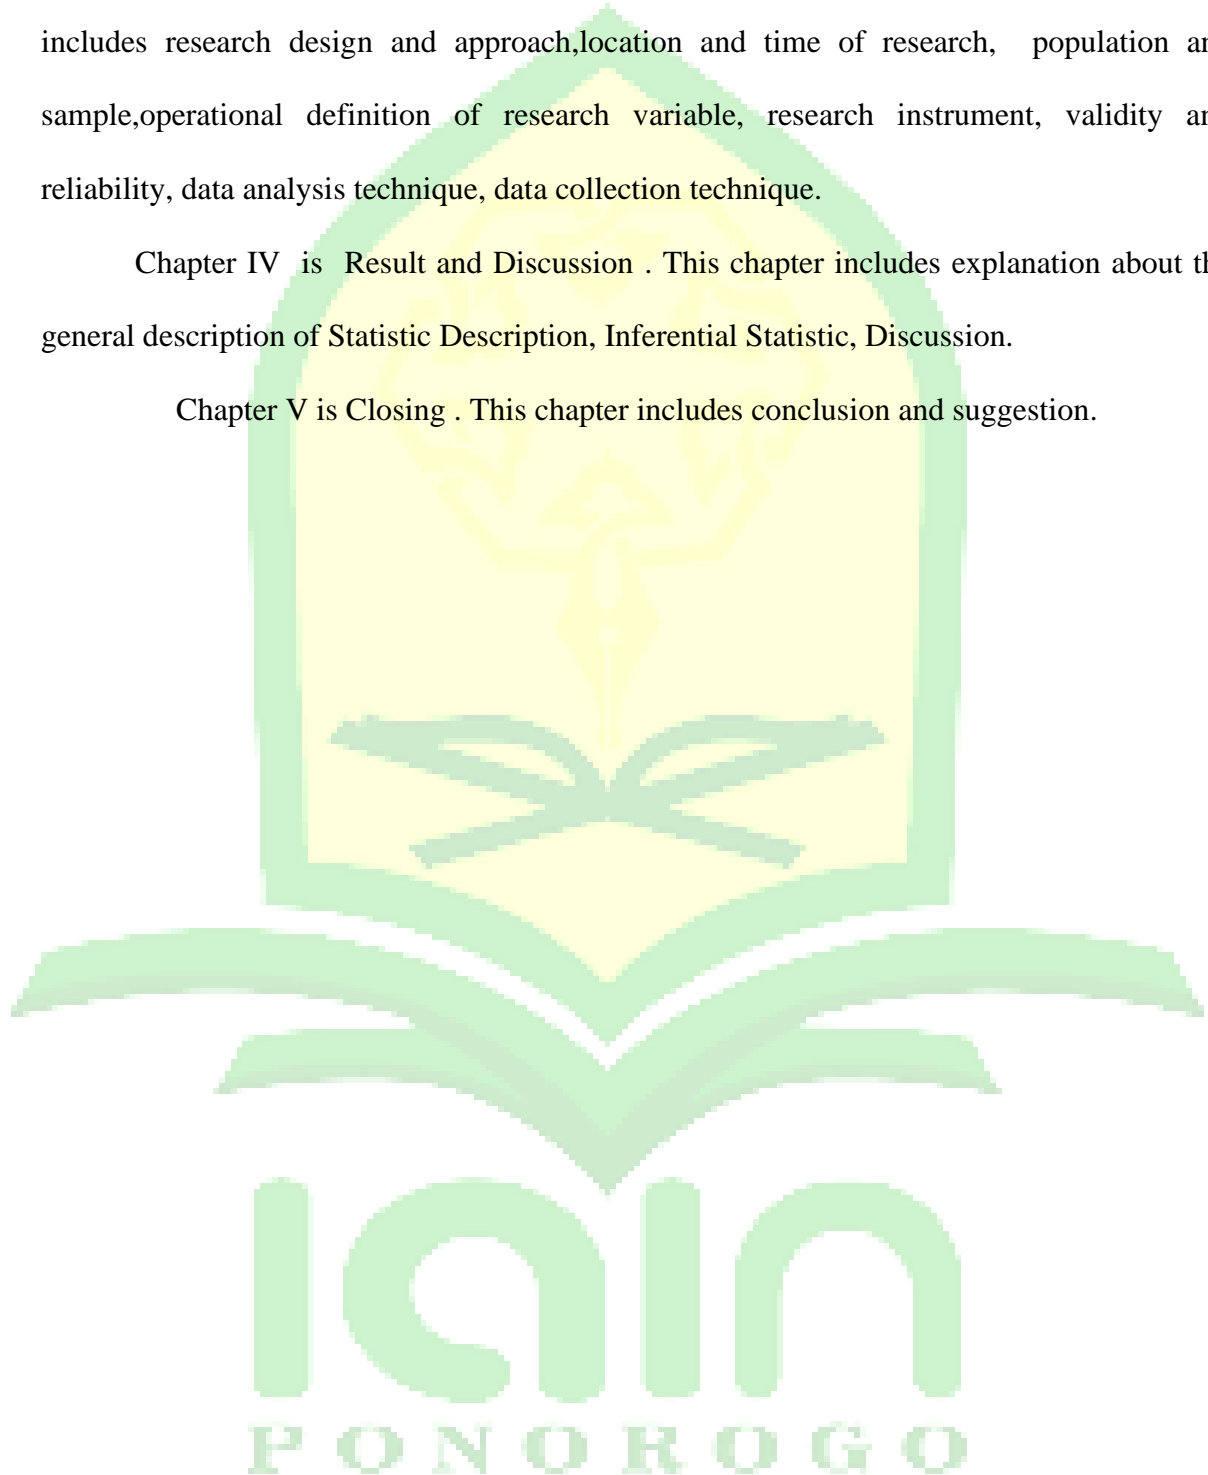 includes research design and approach,location and time of research, population an
sample,operational definition of research variable, research instrument, validity an
reliability, data analysis technique, data collection technique.
Chapter IV is Result and Discussion . This chapter includes explanation about th
general description of Statistic Description, Inferential Statistic, Discussion.
Chapter V is Closing . This chapter includes conclusion and suggestion.
iain
PONOROGO